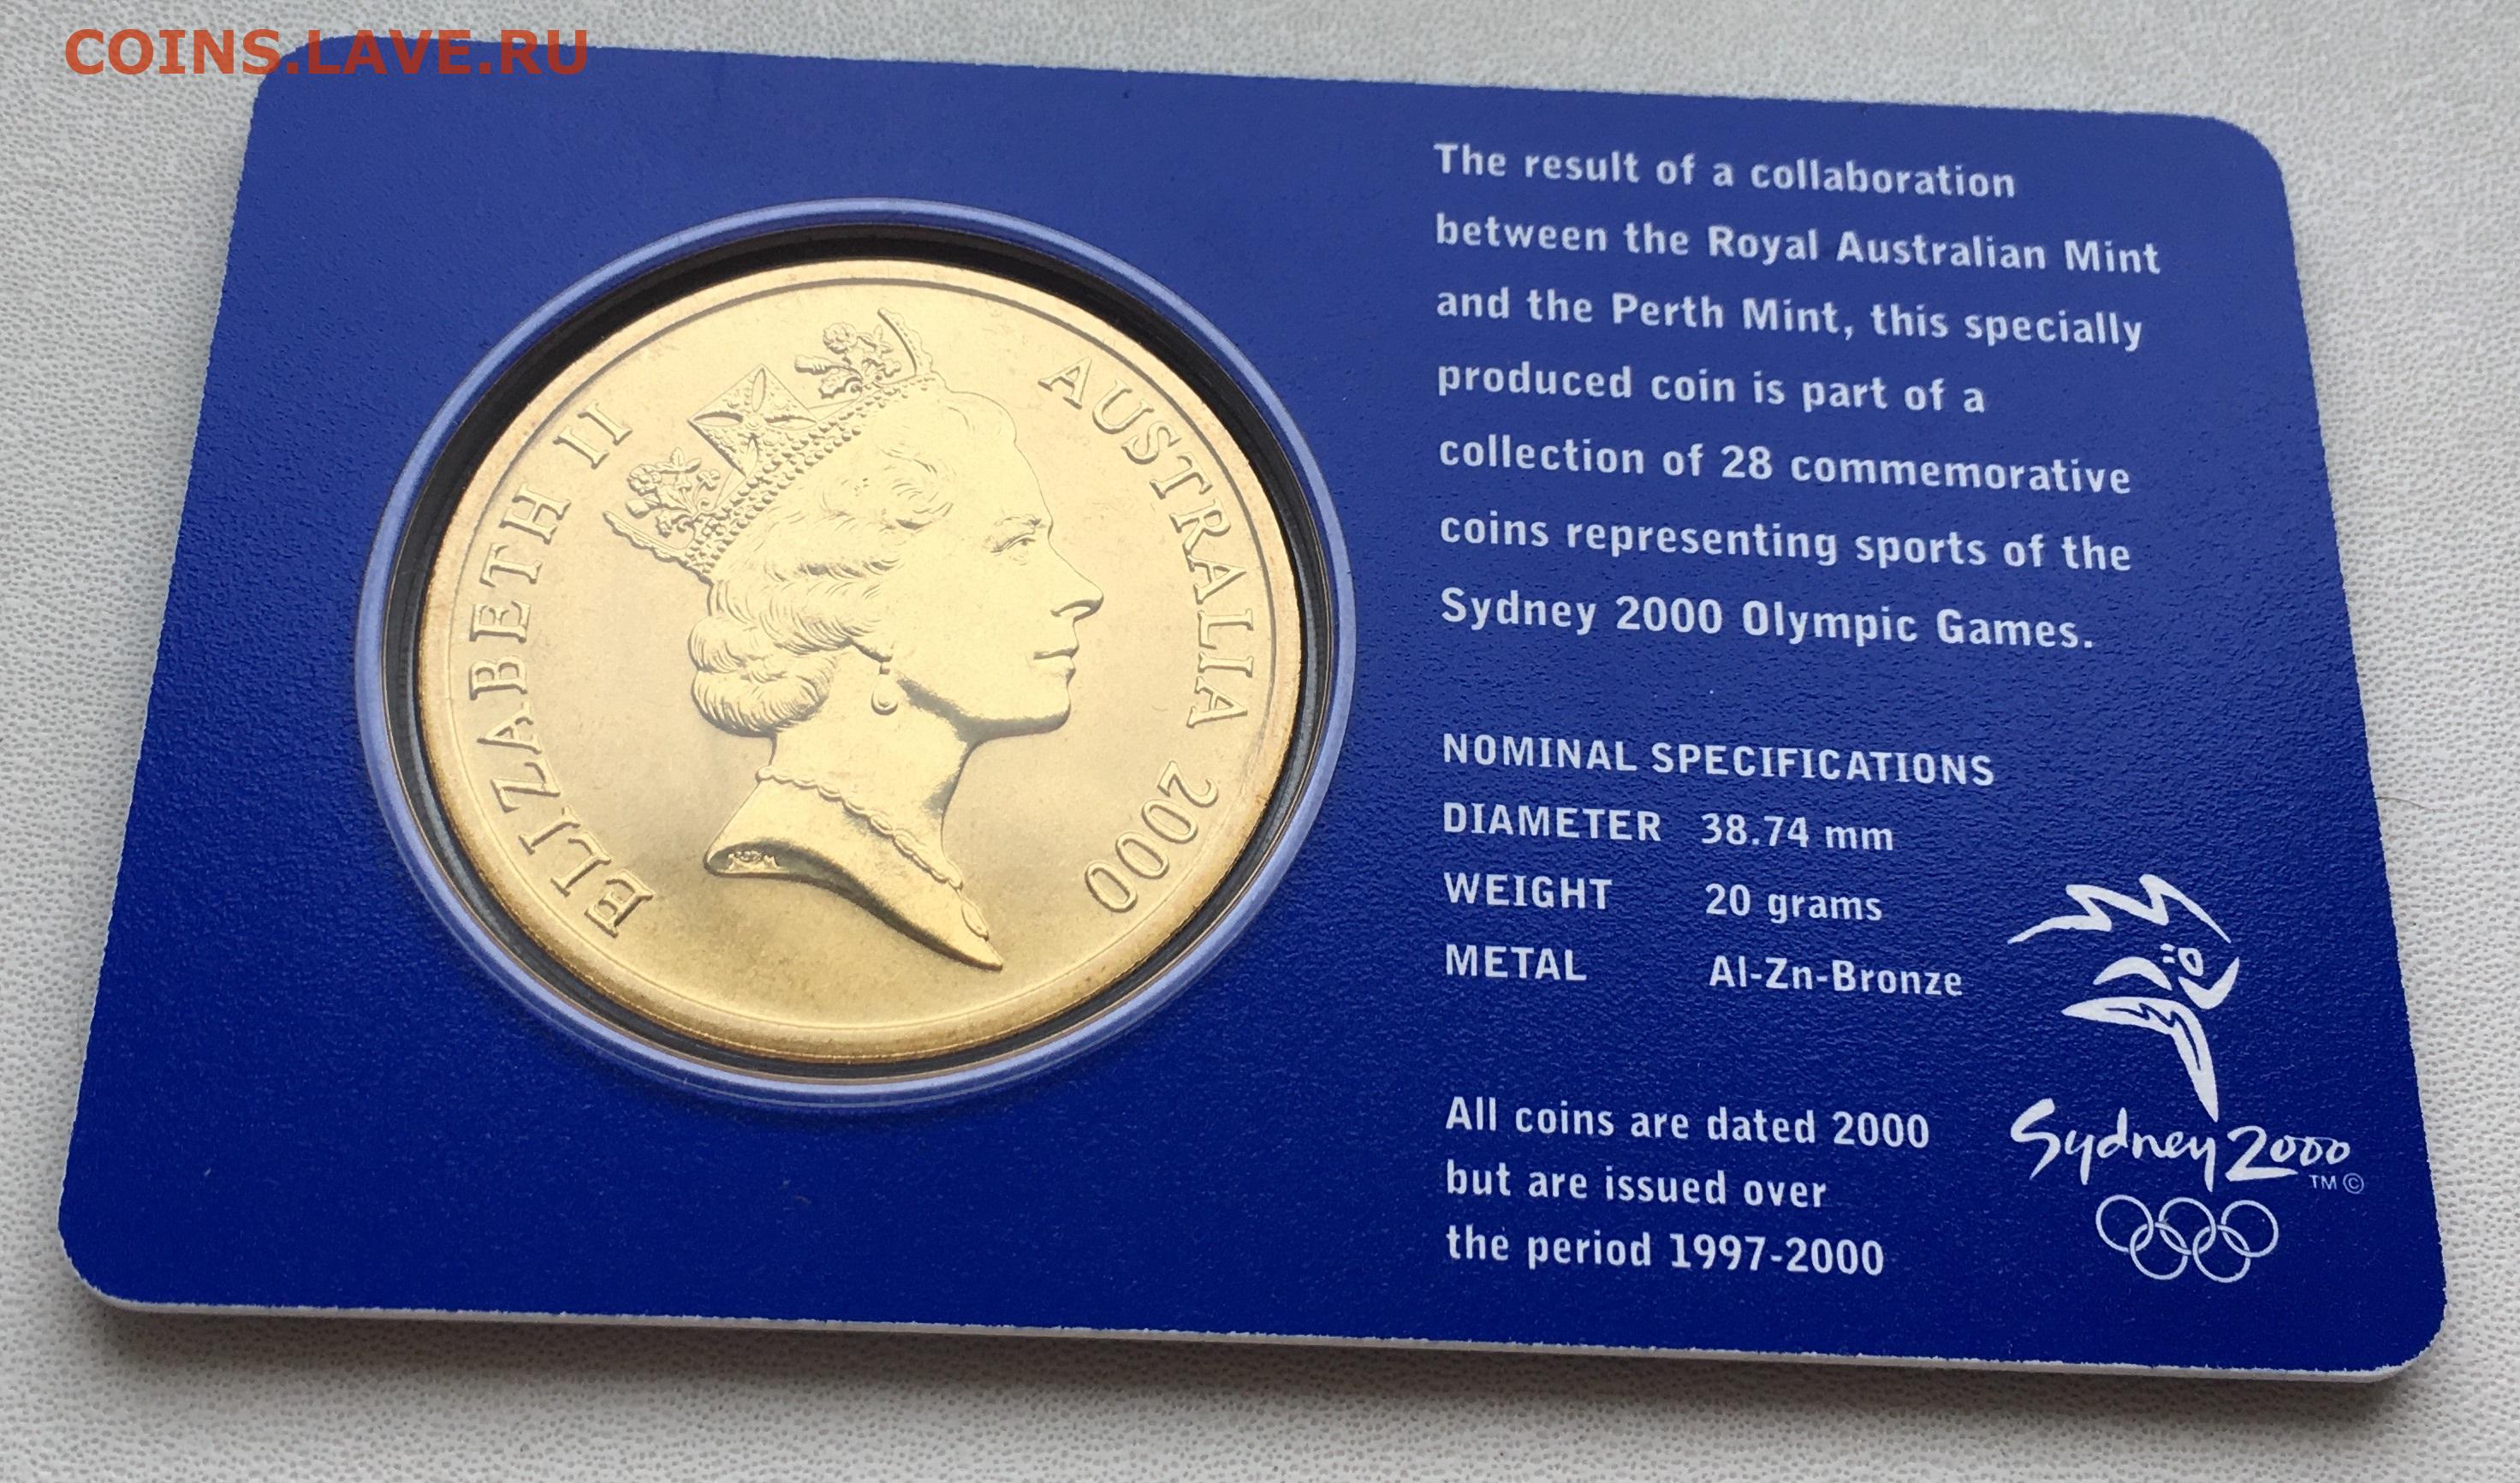 COINS.LAVE.RU
ELIZABETH II
AUSTRALIA 2000
The result of a collaboration
between the Royal Australian Mint
and the Perth Mint, this specially
produced coin is part of a
collection of 28 commemorative
coins representing sports of the
Sydney 2000 Olympic Games.
NOMINAL SPECIFICATIONS
DIAMETER 38.74 mm
WEIGHT 20 grams
METAL Al-Zn-Bronze
All coins are dated 2000
but are issued over
the period 1997-2000
Sydney 2000
TM ©